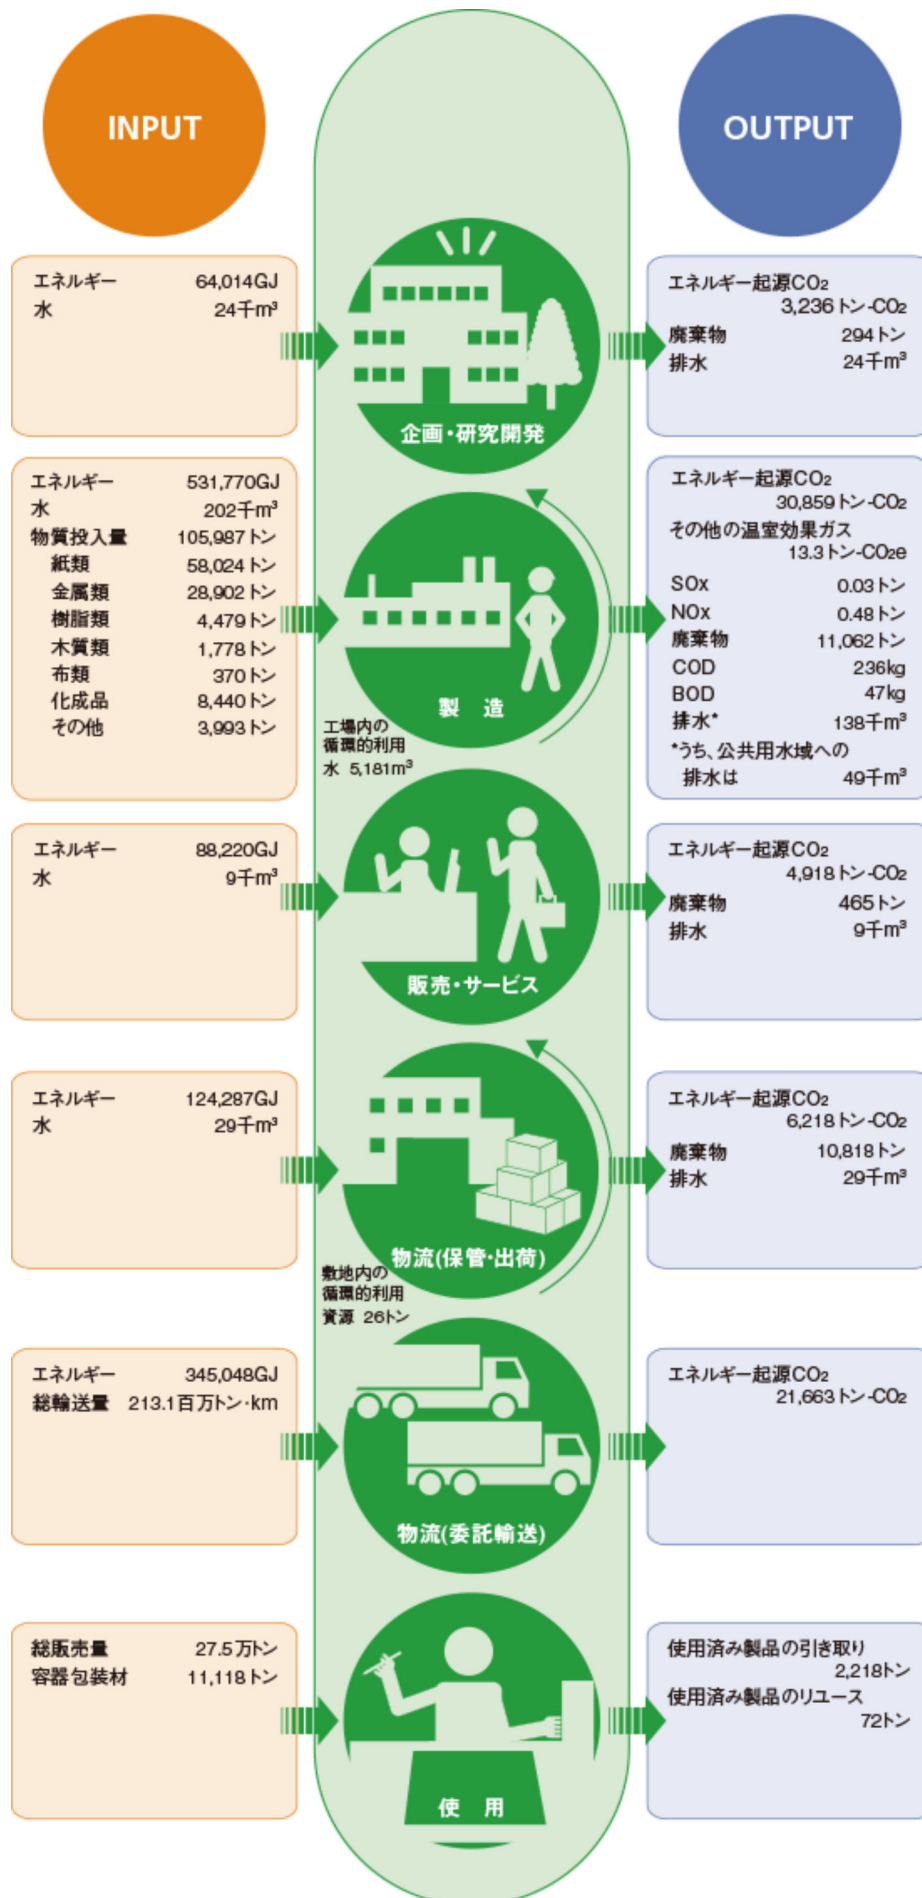 INPUT
OUTPUT
エネルギー 64,014GJ
水 24千m³
企画・研究開発
エネルギー起源CO₂
3,236トン-CO₂
廃棄物 294トン
排水 24千m³
エネルギー 531,770GJ
水 202千m³
物質投入量 105,987トン
紙類 58,024トン
金属類 28,902トン
樹脂類 4,479トン
木質類 1,778トン
布類 370トン
化成品 8,440トン
その他 3,993トン
製造
工場内の
循環的利用
水 5,181m³
エネルギー起源CO₂
30,859トン-CO₂
その他の温室効果ガス
13.3トン-CO₂e
SOx 0.03トン
NOx 0.48トン
廃棄物 11,062トン
COD 236kg
BOD 47kg
排水* 138千m³
*うち、公共用水域への
排水は 49千m³
エネルギー 88,220GJ
水 9千m³
販売・サービス
エネルギー起源CO₂
4,918トン-CO₂
廃棄物 465トン
排水 9千m³
エネルギー 124,287GJ
水 29千m³
物流(保管・出荷)
敷地内の
循環的利用
資源 26トン
エネルギー起源CO₂
6,218トン-CO₂
廃棄物 10,818トン
排水 29千m³
エネルギー 345,048GJ
総輸送量 213.1百万トン・km
物流(委託輸送)
エネルギー起源CO₂
21,663トン-CO₂
総販売量 27.5万トン
容器包装材 11,118トン
使用
使用済み製品の引き取り
2,218トン
使用済み製品のリユース
72トン